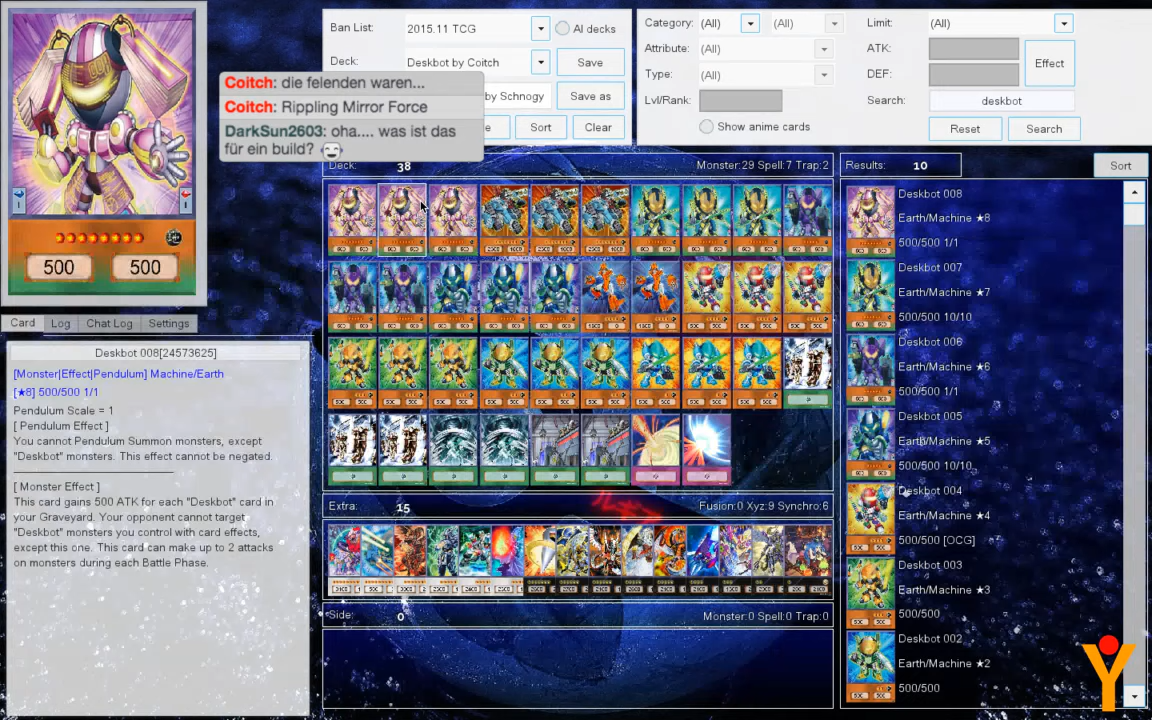 Ban List:
2015.11 TCG
AI decks
Deck:
Deskbot by Coitch
Save
by Schnogy
Save as
Sort
Clear
Coitch: die felenden waren...
Coitch: Rippling Mirror Force
DarkSun2603: oha.... was ist das
für ein build?
Category:
(All)
(All)
Limit:
(All)
Attribute:
(All)
ATK:
Type:
(All)
DEF:
Effect
Lvl/Rank:
Search:
deskbot
Show anime cards
Reset
Search
Deck:
38
Monster:29 Spell:7 Trap:2
Results:
10
Sort
1
1
500
500
Card
Log
Chat Log
Settings
Deskbot 008[24573625]
[Monster|Effect|Pendulum] Machine/Earth
[★8] 500/500 1/1
Pendulum Scale = 1
[ Pendulum Effect ]
You cannot Pendulum Summon monsters, except
"Deskbot" monsters. This effect cannot be negated.
[ Monster Effect ]
This card gains 500 ATK for each "Deskbot" card in
your Graveyard. Your opponent cannot target
"Deskbot" monsters you control with card effects,
except this one. This card can make up to 2 attacks
on monsters during each Battle Phase.
Extra:
15
Fusion:0 Xyz:9 Synchro:6
Side:
0
Monster:0 Spell:0 Trap:0
Deskbot 008
Earth/Machine ★8
500/500 1/1
Deskbot 007
Earth/Machine ★7
500/500 10/10
Deskbot 006
Earth/Machine ★6
500/500 1/1
Deskbot 005
Earth/Machine ★5
500/500 10/10
Deskbot 004
Earth/Machine ★4
500/500 [OCG]
Deskbot 003
Earth/Machine ★3
500/500
Deskbot 002
Earth/Machine ★2
500/500